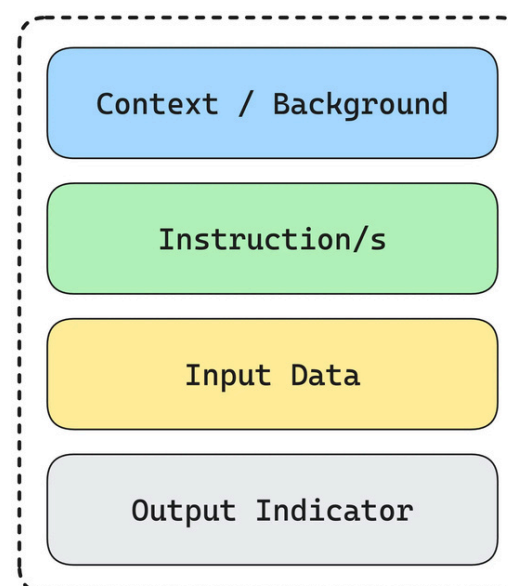 Context / Background
Instruction/s
Input Data
Output Indicator